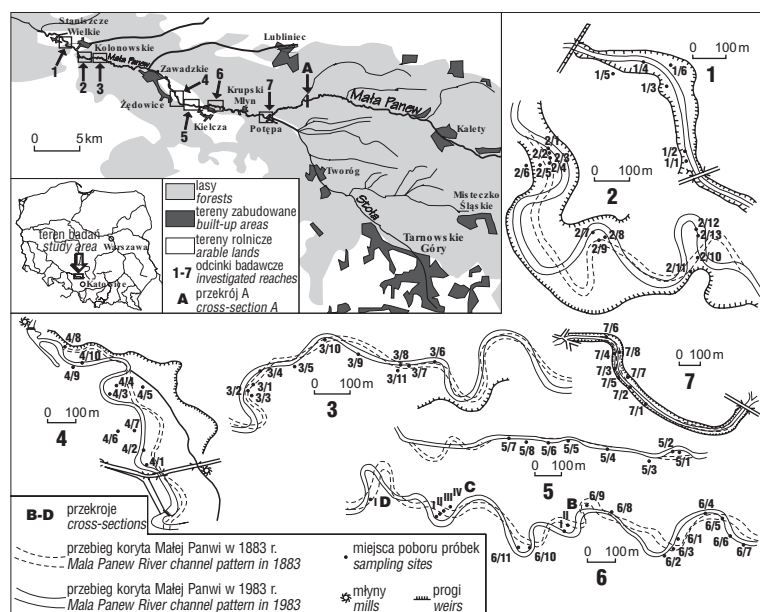 Staniszcze
Wielkie
Kolonowskie
Lubliniec
Mała Panew
Zawadzkie
4
6
Krupski
Młyn
7
A
1
2
3
Żędowice
5
Kielcza
Potępa
Mała Panew
Kalety
0 5 km
Tworóg
Miasteczko
Śląskie
Stoła
Tarnowskie
Góry
teren badań
study area
Warszawa
Katowice
lasy
forests
tereny zabudowane
built-up areas
tereny rolnicze
arable lands
1-7 odcinki badawcze
investigated reaches
A przekrój A
cross-section A
0 100 m
1/5
1/4
1/6
1/3
1
1/2
1/1
2/1
2/2
2/3
2/4
2/6
2/5
0 100 m
2
2/7
2/8
2/9
2/12
2/13
2/11
2/10
4/8
4/10
4/9
4/4
4/3
4/5
4/6
4/7
4/2
4/1
0 100 m
4
3/10
3/4
3/5
3/9
3/8
3/6
3/1
3/2
3/3
3/11
3/7
0 100 m
3
7/6
7/4
7/8
7/3
7/7
7/5
7/2
7/1
0 100 m
7
5/7
5/8
5/6
5/5
5/4
5/2
5/3
5/1
0 100 m
5
I D
I
II
III
IV
C
B
II
I
6/9
6/8
6/11
6/10
6/4
6/5
6/1
6/3
6/2
6/7
6/6
0 100 m
6
B-D przekroje
cross-sections
przebieg koryta Małej Panwi w 1883 r.
Mala Panew River channel pattern in 1883
przebieg koryta Małej Panwi w 1983 r.
Mala Panew River channel pattern in 1983
miejsca poboru próbek
sampling sites
młyny
mills
progi
weirs